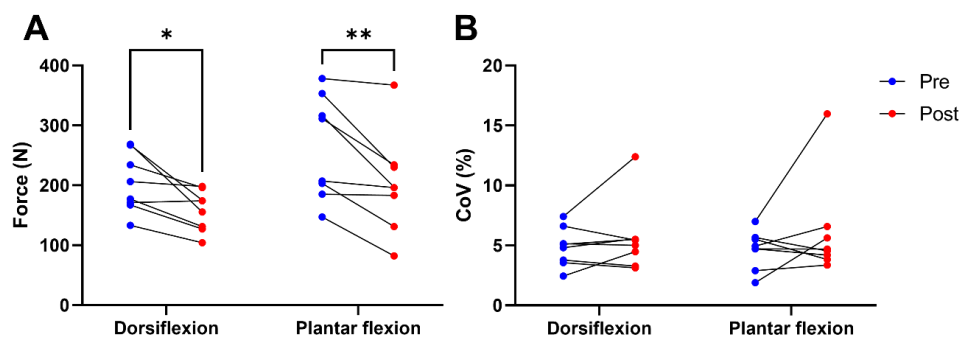 A
B
*
**
Force (N)
400
300
200
100
0
Dorsiflexion
Plantar flexion
CoV (%)
20
15
10
5
0
Dorsiflexion
Plantar flexion
Pre
Post